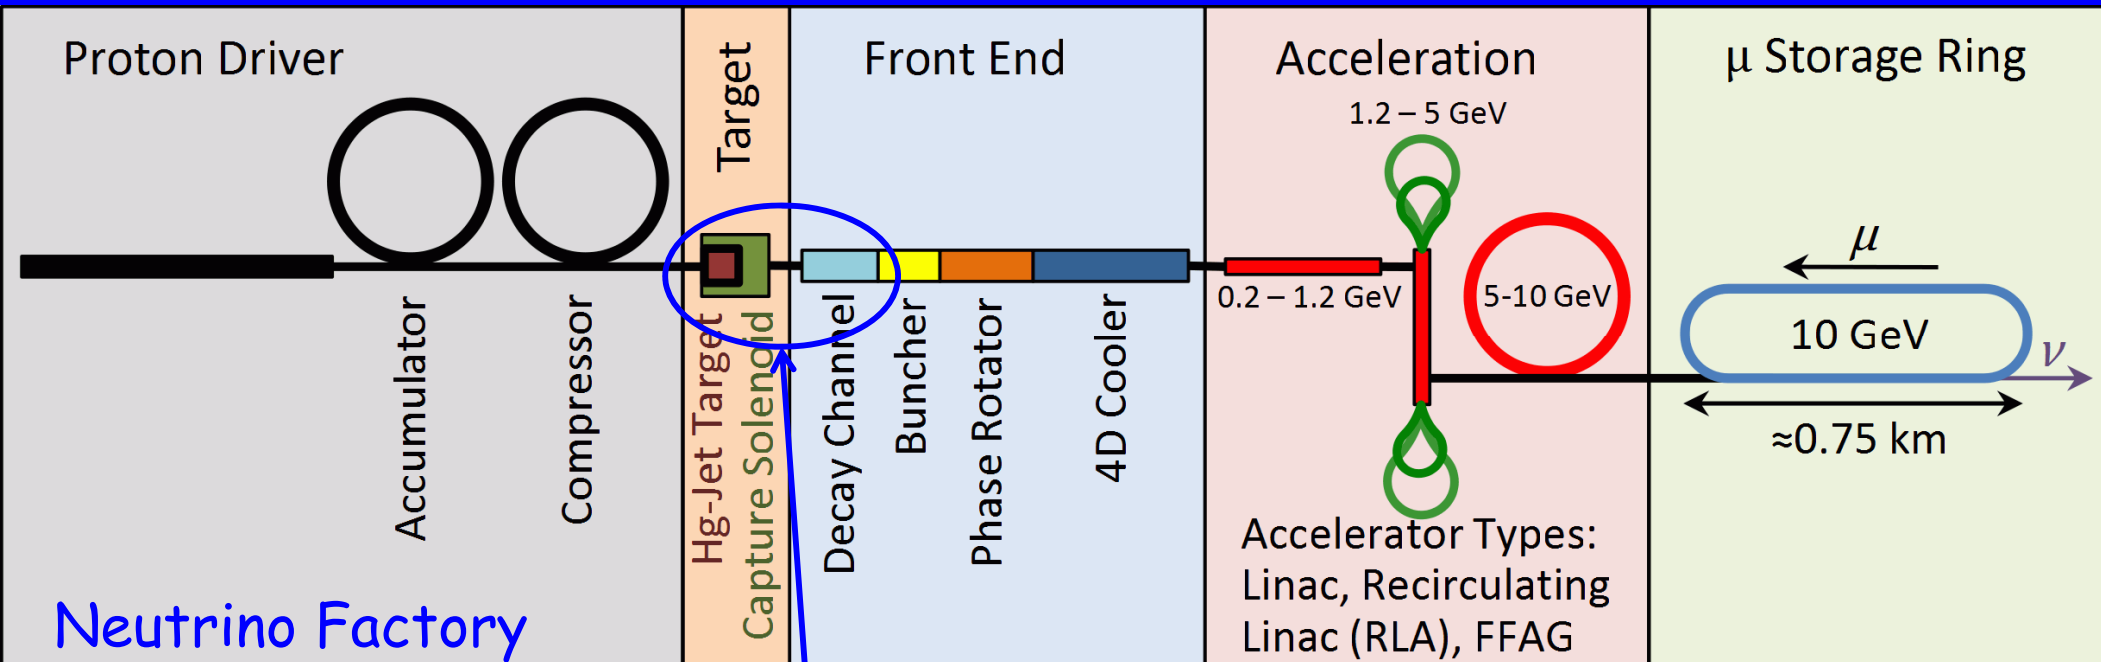 Proton Driver
Target
Front End
Acceleration
μ Storage Ring
1.2 – 5 GeV
μ
0.2 – 1.2 GeV
5-10 GeV
10 GeV
ν
≈0.75 km
Accumulator
Compressor
Hg-Jet Target
Capture Solenoid
Decay Channel
Buncher
Phase Rotator
4D Cooler
Accelerator Types:
Linac, Recirculating
Linac (RLA), FFAG
Neutrino Factory